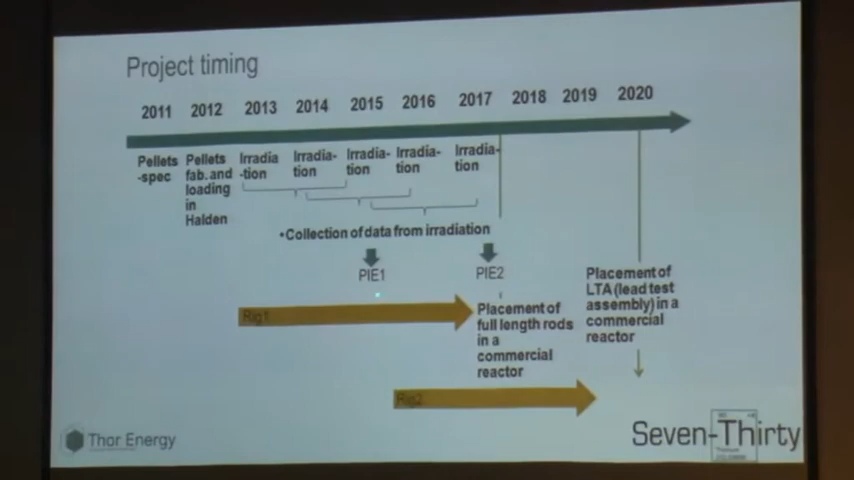 Project timing
2011 2012 2013 2014 2015 2016 2017 2018 2019 2020
Pellets
-spec
Pellets
fab. and
loading
in
Halden
Irradia
-tion
Irradia-
tion
Irradia-
tion
Irradia-
tion
Irradia-
tion
•Collection of data from irradiation
PIE1
PIE2
Rig1
Placement of
full length rods
in a
commercial
reactor
Placement of
LTA (lead test
assembly) in a
commercial
reactor
Rig2
Thor Energy
Seven-Thirty